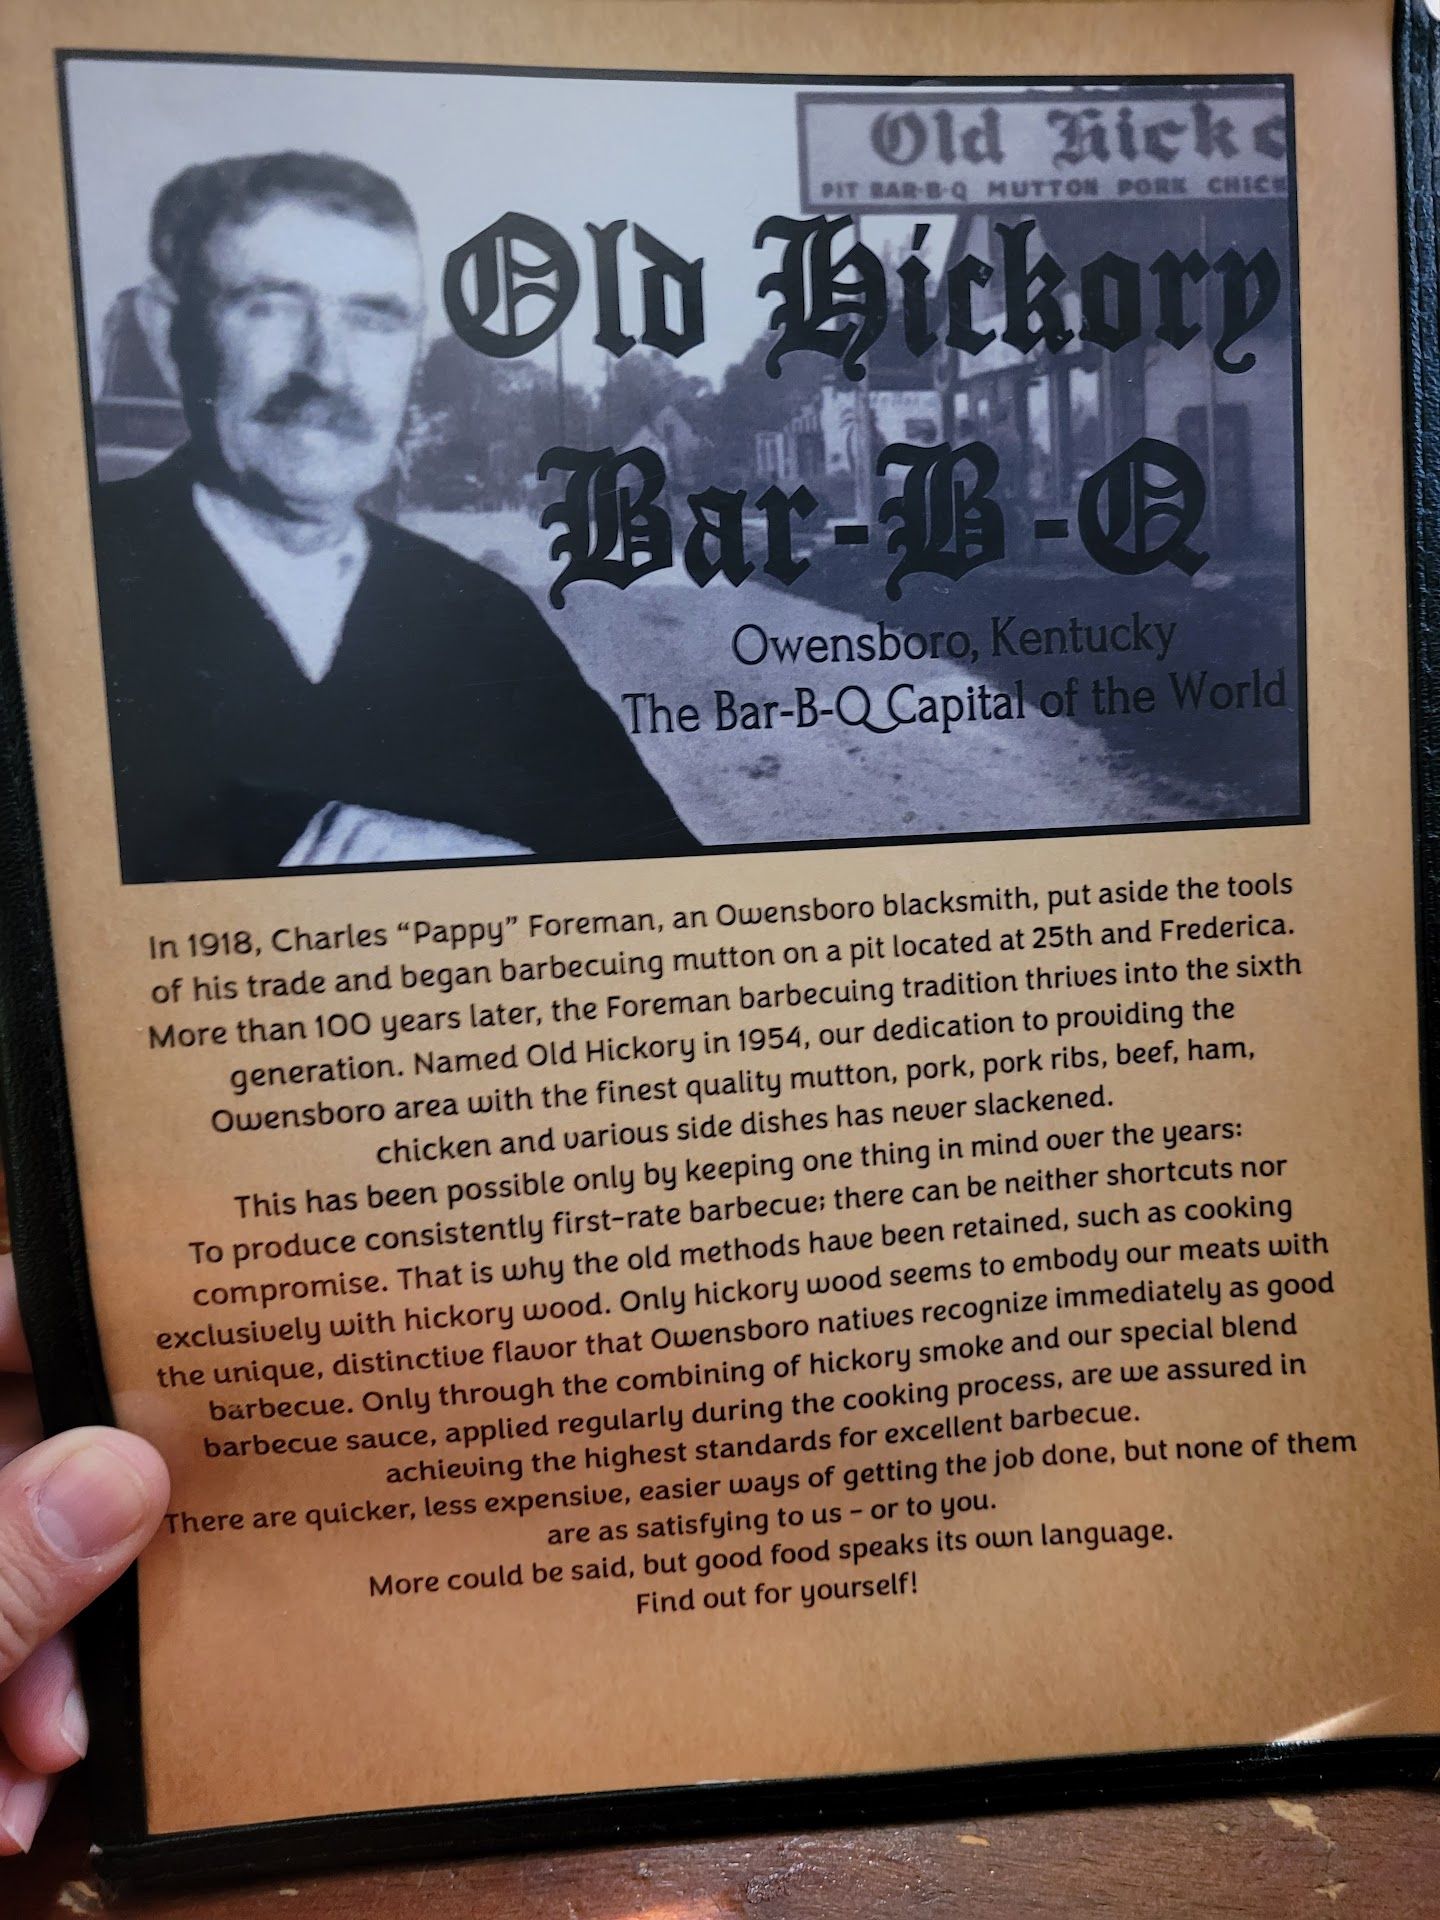 Old Hickc
PIT BAR-B-Q MUTTON PORK CHICK
Old Hickory
Bar-B-Q
Owensboro, Kentucky
The Bar-B-Q Capital of the World
In 1918, Charles “Pappy” Foreman, an Owensboro blacksmith, put aside the tools
of his trade and began barbecuing mutton on a pit located at 25th and Frederica.
More than 100 years later, the Foreman barbecuing tradition thrives into the sixth
generation. Named Old Hickory in 1954, our dedication to providing the
Owensboro area with the finest quality mutton, pork, pork ribs, beef, ham,
chicken and various side dishes has never slackened.
This has been possible only by keeping one thing in mind over the years:
To produce consistently first-rate barbecue; there can be neither shortcuts nor
compromise. That is why the old methods have been retained, such as cooking
exclusively with hickory wood. Only hickory wood seems to embody our meats with
the unique, distinctive flavor that Owensboro natives recognize immediately as good
barbecue. Only through the combining of hickory smoke and our special blend
barbecue sauce, applied regularly during the cooking process, are we assured in
achieving the highest standards for excellent barbecue.
There are quicker, less expensive, easier ways of getting the job done, but none of them
are as satisfying to us - or to you.
More could be said, but good food speaks its own language.
Find out for yourself!